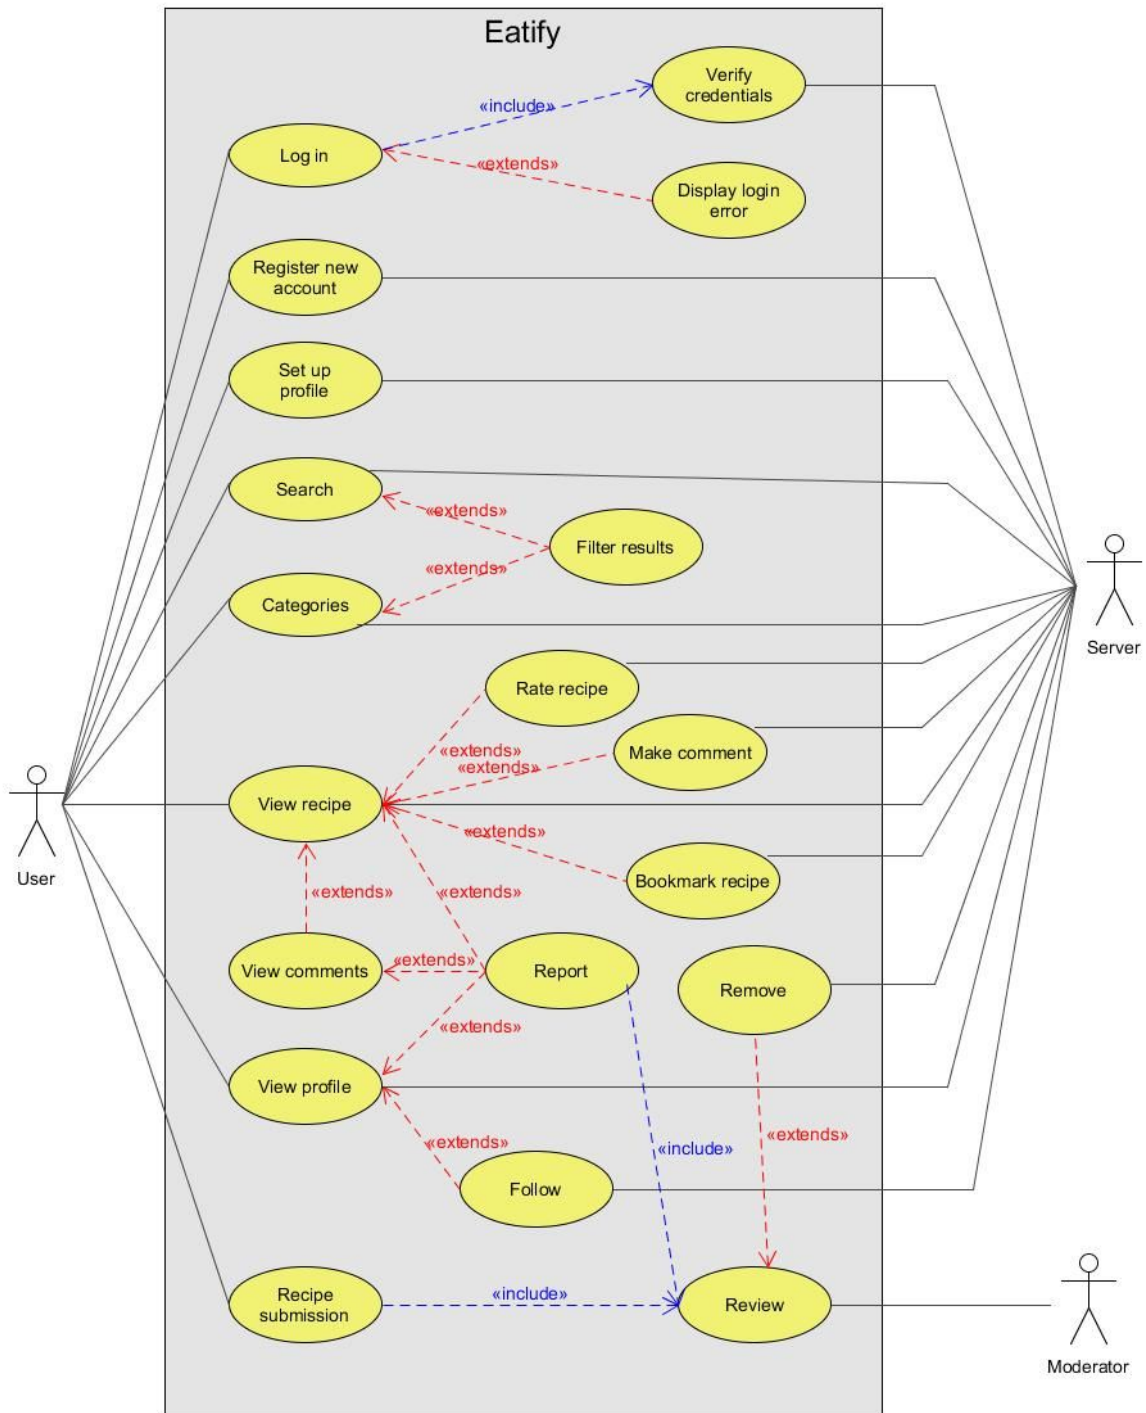 Eatify
Verify
credentials
«include»
Log in
«extends»
Display login
error
Register new
account
Set up
profile
Search
«extends»
Filter results
«extends»
Categories
Server
Rate recipe
«extends»
Make comment
«extends»
View recipe
«extends»
User
Bookmark recipe
«extends»
«extends»
«extends»
View comments
Report
Remove
«extends»
View profile
«extends»
«include»
«extends»
Follow
Recipe
submission
«include»
Review
Moderator